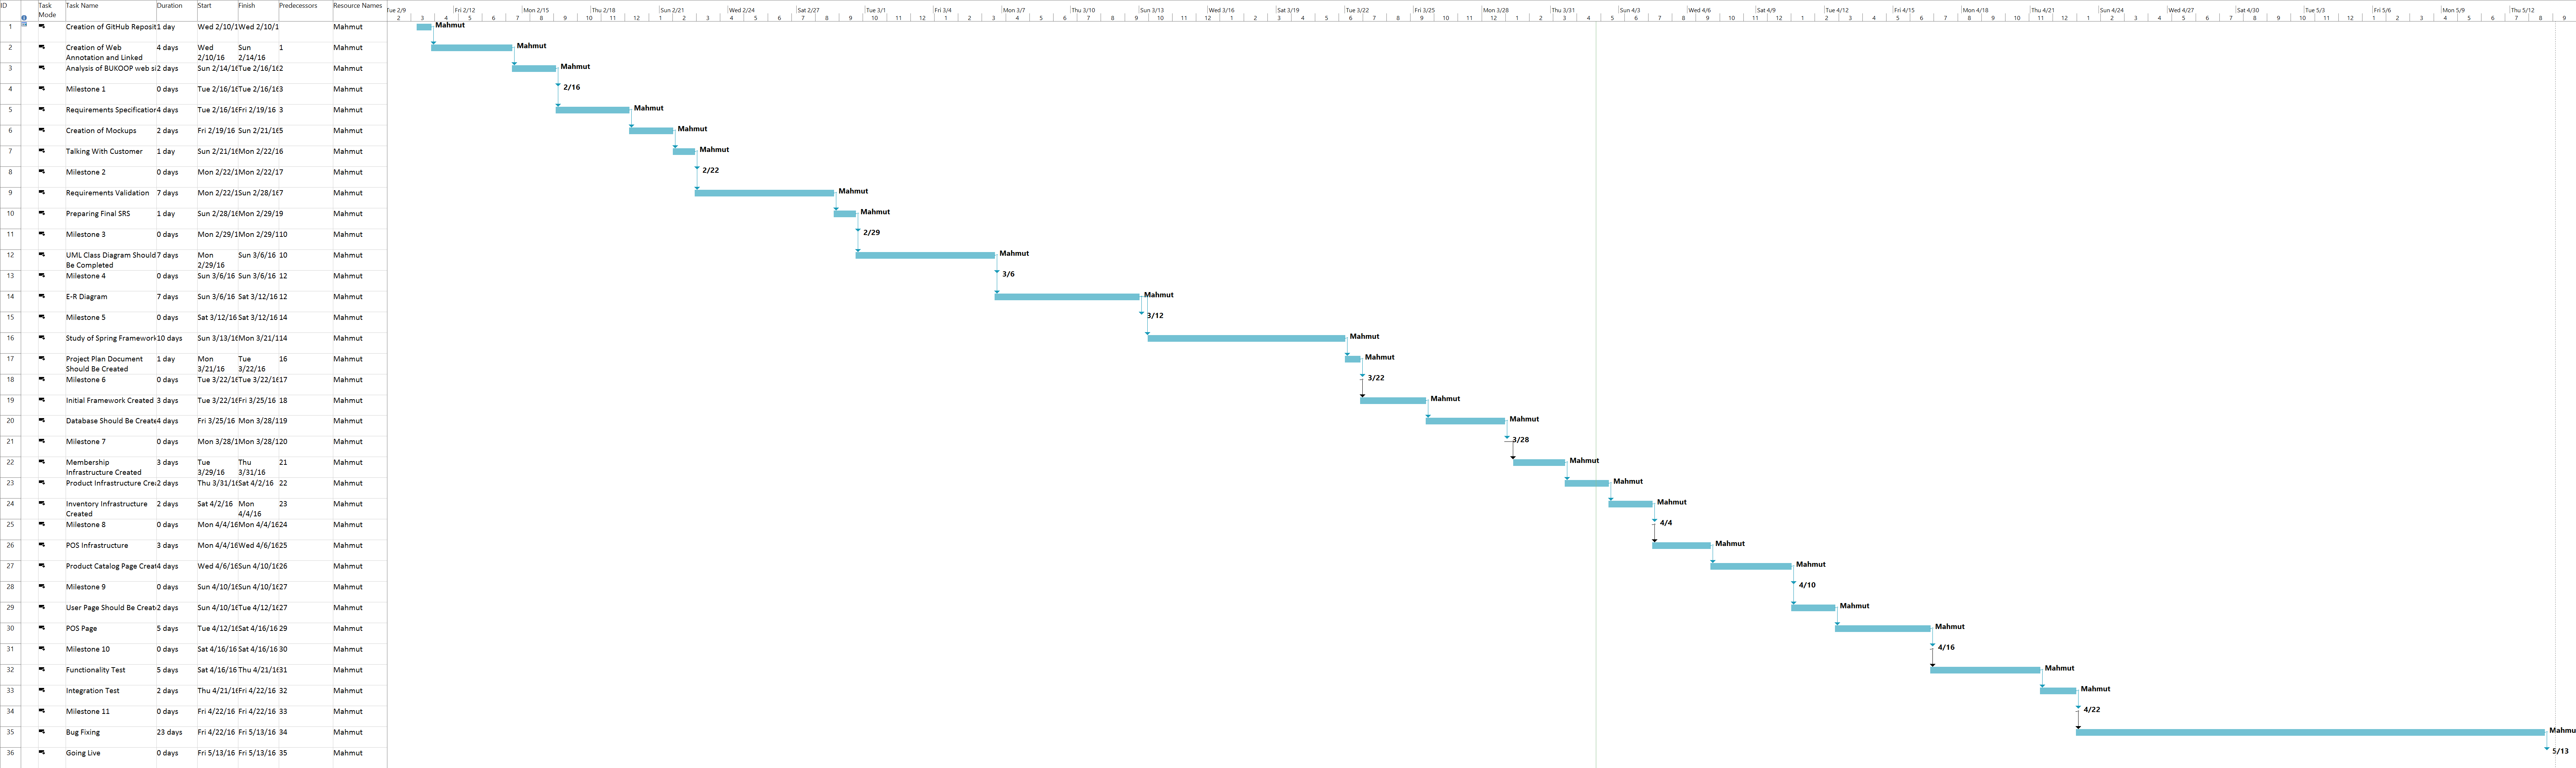 ID Task Mode Task Name Duration Start Finish Predecessors Resource Names
Tue 2/9 Fri 2/12 Mon 2/15 Thu 2/18 Sun 2/21 Wed 2/24 Sat 2/27 Tue 3/1 Fri 3/4 Mon 3/7 Thu 3/10 Sun 3/13 Wed 3/16 Sat 3/19 Tue 3/22 Fri 3/25 Mon 3/28 Thu 3/31 Sun 4/3 Wed 4/6 Sat 4/9 Tue 4/12 Fri 4/15 Mon 4/18 Thu 4/21 Sun 4/24 Wed 4/27 Sat 4/30 Tue 5/3 Fri 5/6 Mon 5/9 Thu 5/12
1 Creation of GitHub Reposit 1 day Wed 2/10/1 Wed 2/10/1 Mahmut Mahmut
2 Creation of Web Annotation and Linked 4 days Wed 2/10/16 Sun 2/14/16 1 Mahmut Mahmut
3 Analysis of BUKOOP web si 2 days Sun 2/14/1 Tue 2/16/1 2 Mahmut Mahmut
4 Milestone 1 0 days Tue 2/16/1 Tue 2/16/1 3 Mahmut 2/16
5 Requirements Specification 4 days Tue 2/16/1 Fri 2/19/16 3 Mahmut Mahmut
6 Creation of Mockups 2 days Fri 2/19/16 Sun 2/21/1 5 Mahmut Mahmut
7 Talking With Customer 1 day Sun 2/21/1 Mon 2/22/1 6 Mahmut Mahmut
8 Milestone 2 0 days Mon 2/22/1 Mon 2/22/1 7 Mahmut 2/22
9 Requirements Validation 7 days Mon 2/22/1 Sun 2/28/1 7 Mahmut Mahmut
10 Preparing Final SRS 1 day Sun 2/28/1 Mon 2/29/1 9 Mahmut Mahmut
11 Milestone 3 0 days Mon 2/29/1 Mon 2/29/1 10 Mahmut 2/29
12 UML Class Diagram Should Be Completed 7 days Mon 2/29/16 Sun 3/6/16 10 Mahmut Mahmut
13 Milestone 4 0 days Sun 3/6/16 Sun 3/6/16 12 Mahmut 3/6
14 E-R Diagram 7 days Sun 3/6/16 Sat 3/12/16 12 Mahmut Mahmut
15 Milestone 5 0 days Sat 3/12/16 Sat 3/12/16 14 Mahmut 3/12
16 Study of Spring Framework 10 days Sun 3/13/1 Mon 3/21/1 14 Mahmut Mahmut
17 Project Plan Document Should Be Created 1 day Mon 3/21/16 Tue 3/22/16 16 Mahmut Mahmut
18 Milestone 6 0 days Tue 3/22/1 Tue 3/22/1 17 Mahmut 3/22
19 Initial Framework Created 3 days Tue 3/22/1 Fri 3/25/16 18 Mahmut Mahmut
20 Database Should Be Create 4 days Fri 3/25/16 Mon 3/28/1 19 Mahmut Mahmut
21 Milestone 7 0 days Mon 3/28/1 Mon 3/28/1 20 Mahmut 3/28
22 Membership Infrastructure Created 3 days Tue 3/29/16 Thu 3/31/16 21 Mahmut Mahmut
23 Product Infrastructure Cre 2 days Thu 3/31/1 Sat 4/2/16 22 Mahmut Mahmut
24 Inventory Infrastructure Created 2 days Sat 4/2/16 Mon 4/4/16 23 Mahmut Mahmut
25 Milestone 8 0 days Mon 4/4/16 Mon 4/4/16 24 Mahmut 4/4
26 POS Infrastructure 3 days Mon 4/4/16 Wed 4/6/16 25 Mahmut Mahmut
27 Product Catalog Page Creat 4 days Wed 4/6/16 Sun 4/10/1 26 Mahmut Mahmut
28 Milestone 9 0 days Sun 4/10/1 Sun 4/10/1 27 Mahmut 4/10
29 User Page Should Be Creat 2 days Sun 4/10/1 Tue 4/12/1 27 Mahmut Mahmut
30 POS Page 5 days Tue 4/12/1 Sat 4/16/16 29 Mahmut Mahmut
31 Milestone 10 0 days Sat 4/16/16 Sat 4/16/16 30 Mahmut 4/16
32 Functionality Test 5 days Sat 4/16/16 Thu 4/21/1 31 Mahmut Mahmut
33 Integration Test 2 days Thu 4/21/1 Fri 4/22/16 32 Mahmut Mahmut
34 Milestone 11 0 days Fri 4/22/16 Fri 4/22/16 33 Mahmut 4/22
35 Bug Fixing 23 days Fri 4/22/16 Fri 5/13/16 34 Mahmut Mahmu
36 Going Live 0 days Fri 5/13/16 Fri 5/13/16 35 Mahmut 5/13